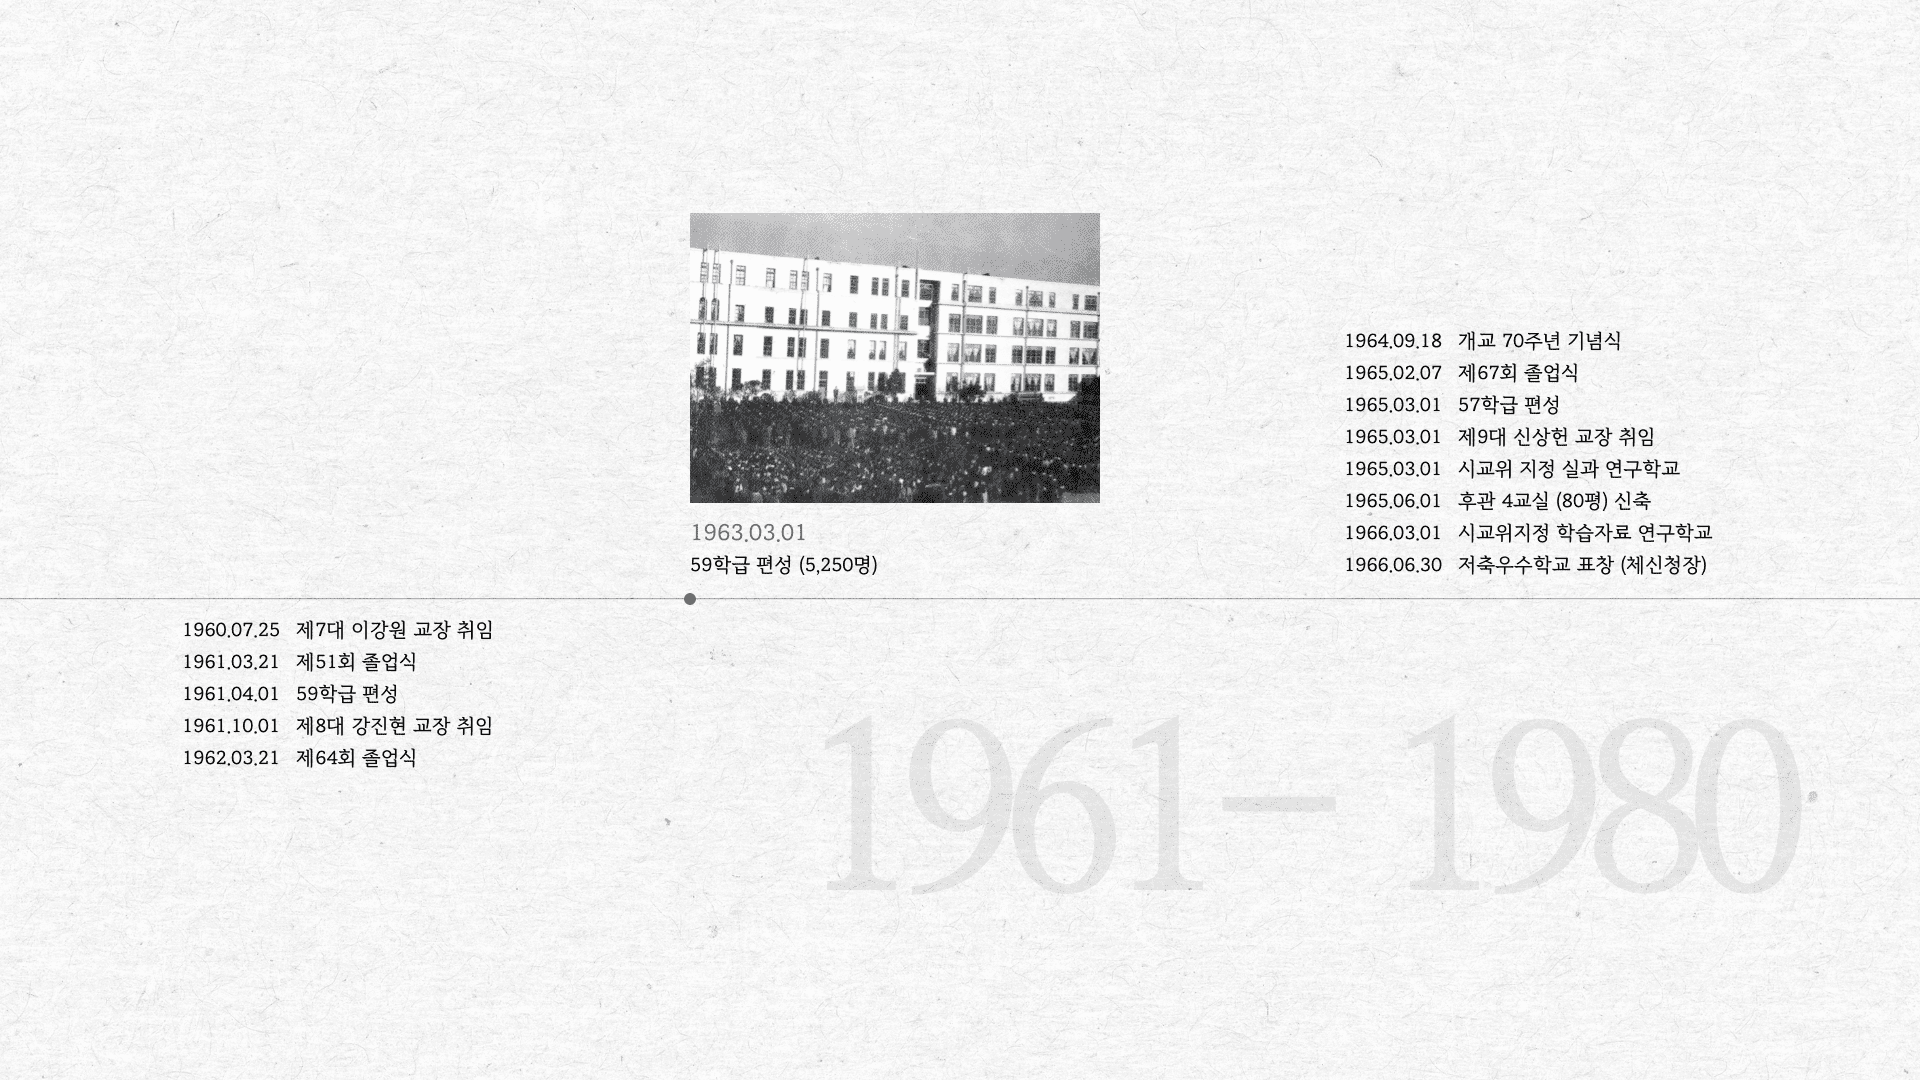 1960.07.25 제7대 이강원 교장 취임
1961.03.21 제51회 졸업식
1961.04.01 59학급 편성
1961.10.01 제8대 강진현 교장 취임
1962.03.21 제64회 졸업식
1963.03.01
59학급 편성 (5,250명)
1964.09.18 개교 70주년 기념식
1965.02.07 제67회 졸업식
1965.03.01 57학급 편성
1965.03.01 제9대 신상헌 교장 취임
1965.03.01 시교위 지정 실과 연구학교
1965.06.01 후관 4교실 (80평) 신축
1966.03.01 시교위지정 학습자료 연구학교
1966.06.30 저축우수학교 표창 (체신청장)
1961– 1980